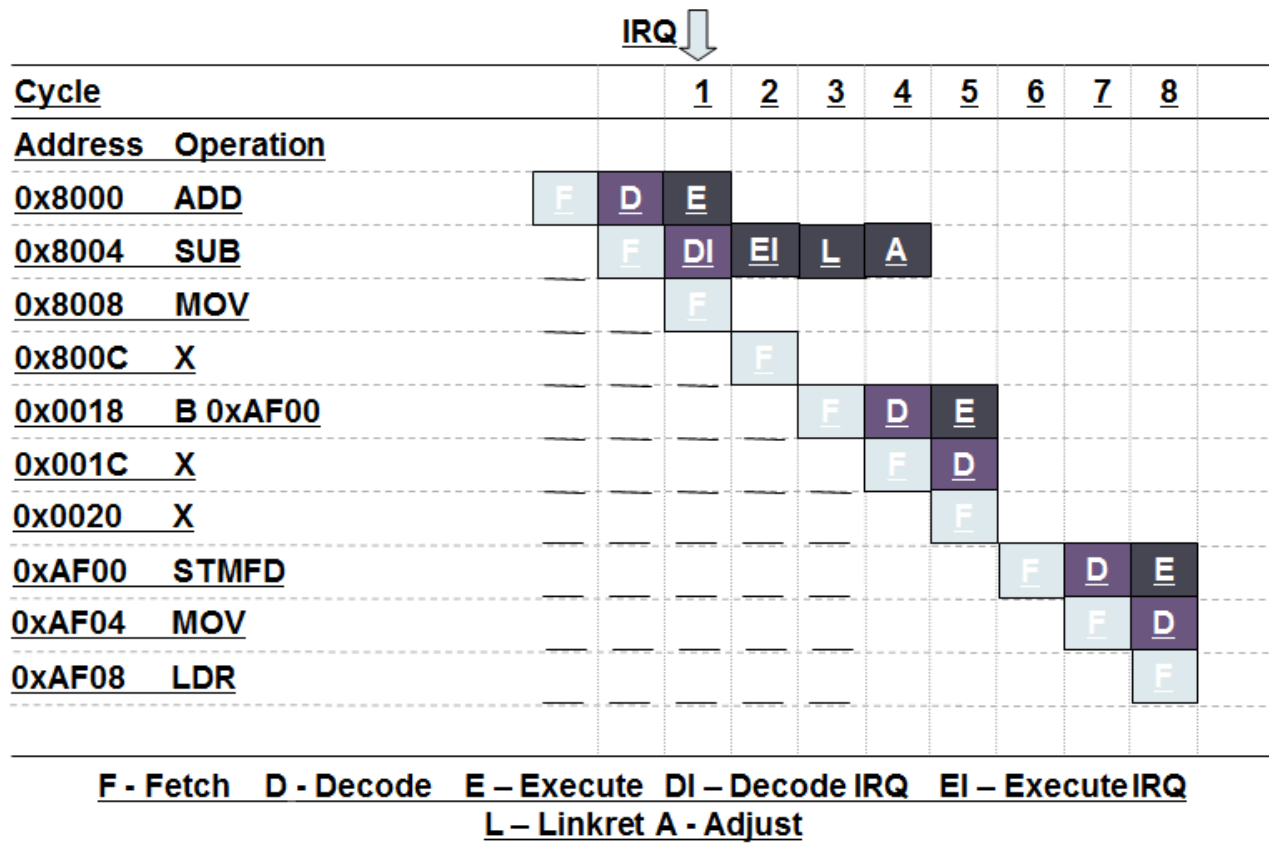 IRQ
Cycle 1 2 3 4 5 6 7 8
Address Operation
0x8000 ADD F D E
0x8004 SUB F DI EI L A
0x8008 MOV F
0x800C X F
0x0018 B 0xAF00 F D E
0x001C X F D
0x0020 X F
0xAF00 STMFD F D E
0xAF04 MOV F D
0xAF08 LDR F
F - Fetch D - Decode E – Execute DI – Decode IRQ EI – Execute IRQ
L – Linkret A - Adjust